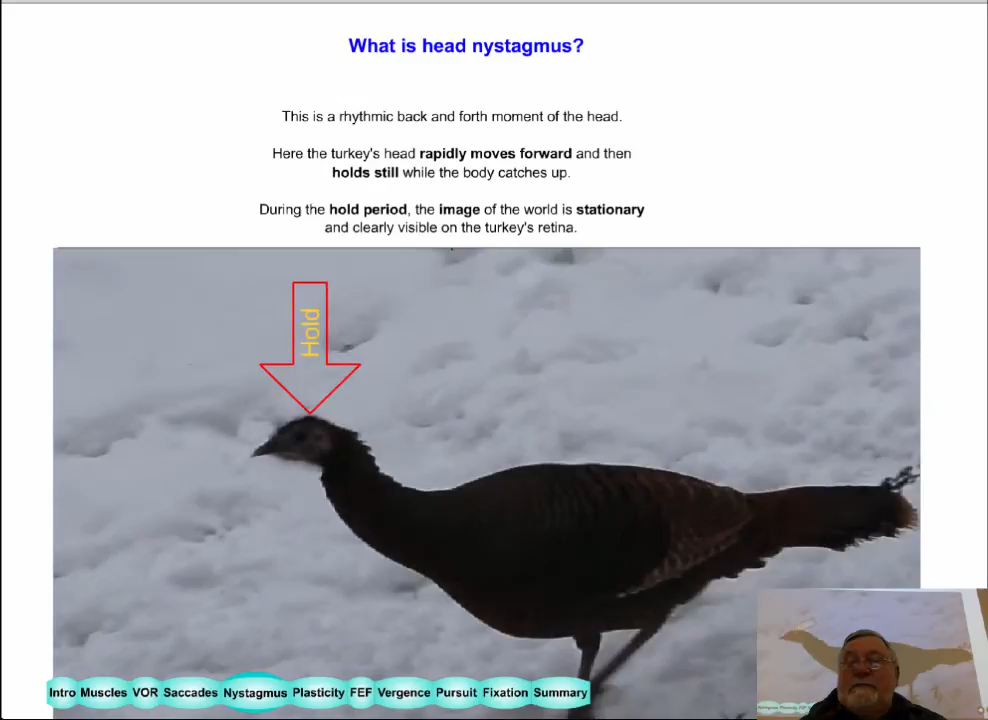 What is head nystagmus?
This is a rhythmic back and forth moment of the head.
Here the turkey's head rapidly moves forward and then
holds still while the body catches up.
During the hold period, the image of the world is stationary
and clearly visible on the turkey's retina.
Hold
Intro Muscles VOR Saccades Nystagmus Plasticity FEF Vergence Pursuit Fixation Summary